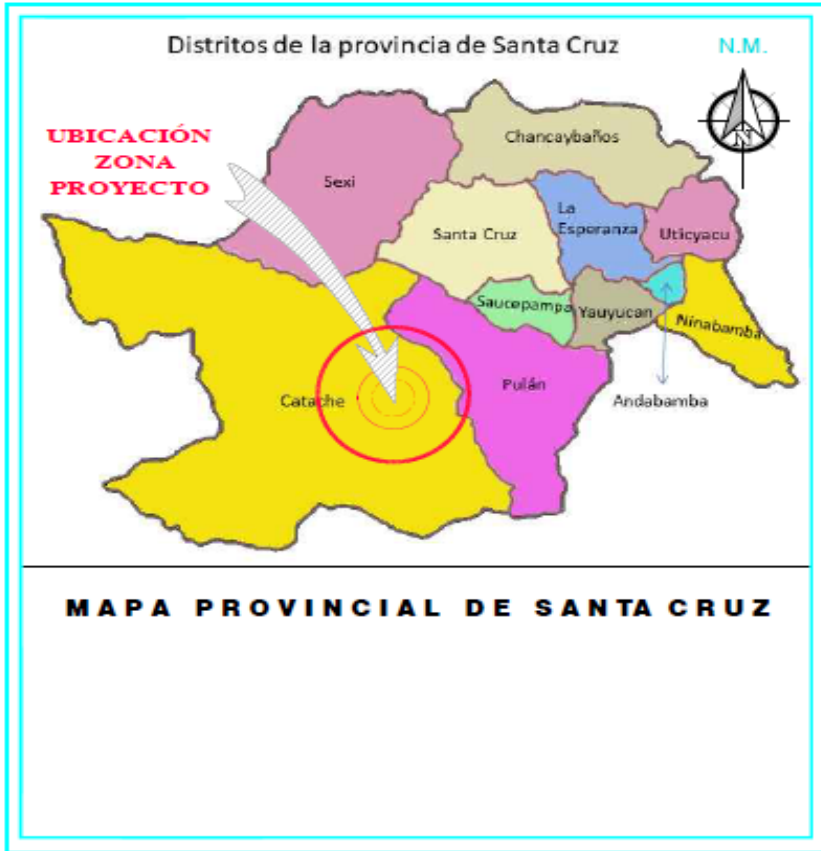 Distritos de la provincia de Santa Cruz
N.M.
UBICACIÓN
ZONA
PROYECTO
N
Chancaybaños
Sexi
La
Esperanza
Santa Cruz
Uticyacu
Saucepampa
Yauyucan
Ninabamba
Catache
Pulán
Andabamba
MAPA PROVINCIAL DE SANTA CRUZ